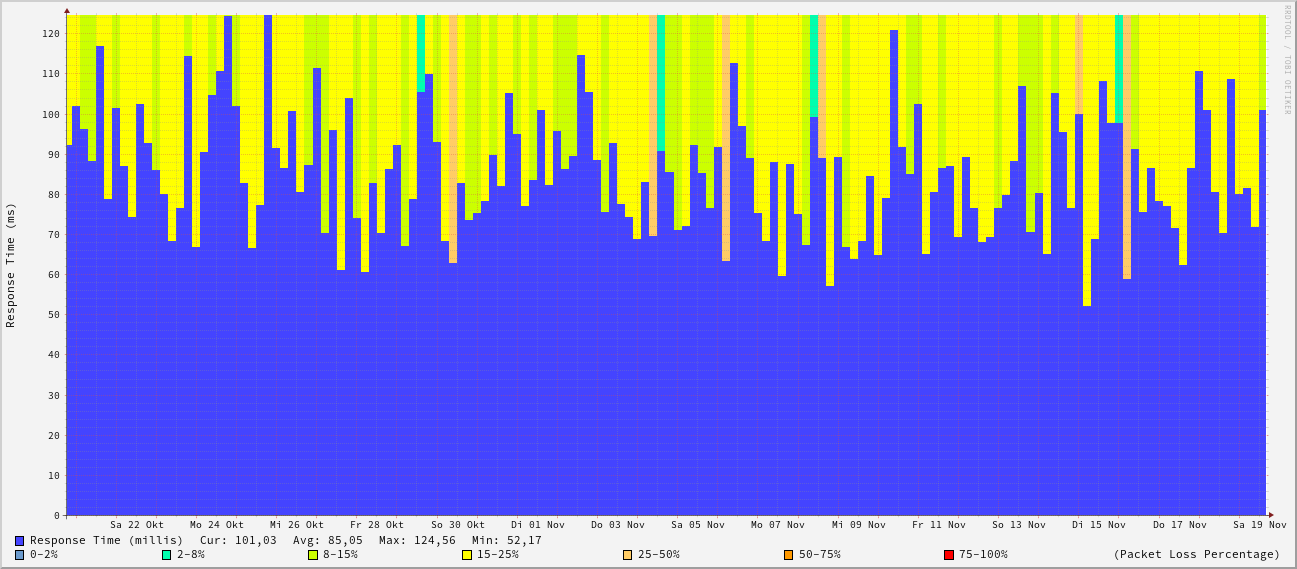 RRDTOOL / TOBI OETIKER
Response Time (ms)
120
110
100
90
80
70
60
50
40
30
20
10
0
Sa 22 Okt Mo 24 Okt Mi 26 Okt Fr 28 Okt So 30 Okt Di 01 Nov Do 03 Nov Sa 05 Nov Mo 07 Nov Mi 09 Nov Fr 11 Nov So 13 Nov Di 15 Nov Do 17 Nov Sa 19 Nov
Response Time (millis) Cur: 101,03 Avg: 85,05 Max: 124,56 Min: 52,17
0-2% 2-8% 8-15% 15-25% 25-50% 50-75% 75-100% (Packet Loss Percentage)